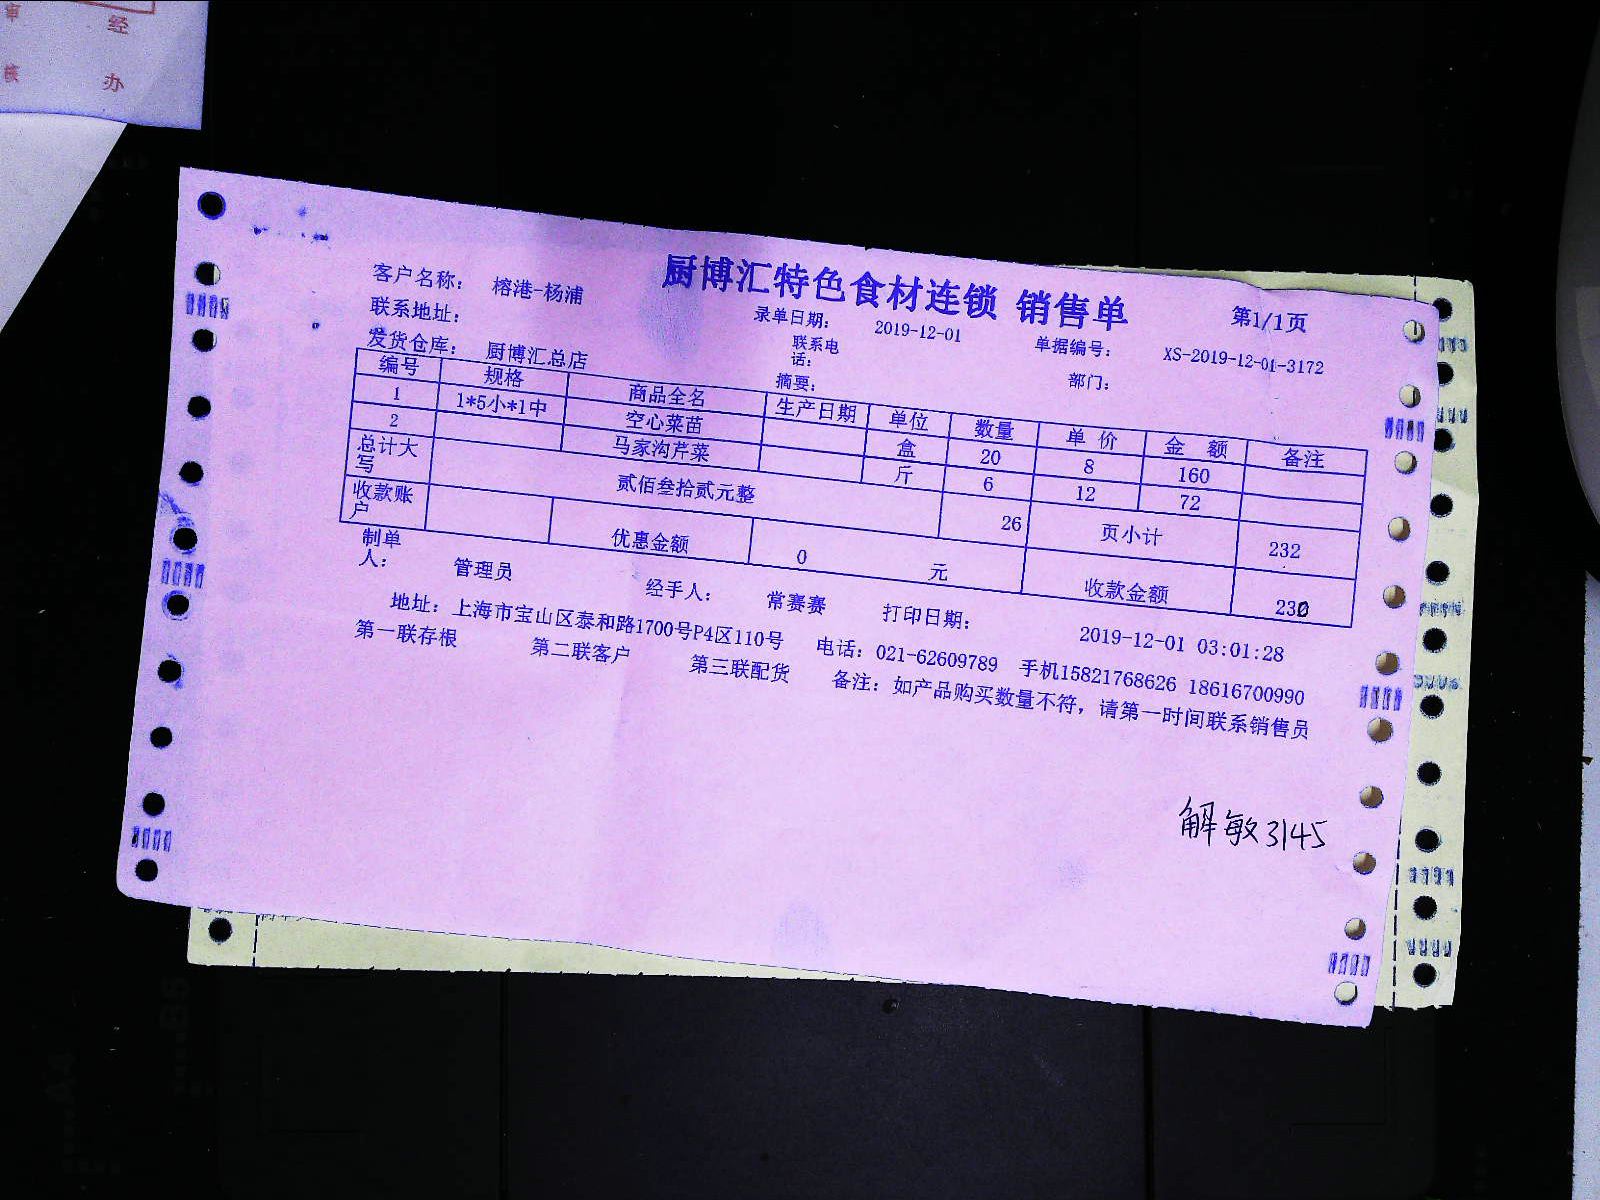 经
办
审
核
厨博汇特色食材连锁 销售单
第1/1页
客户名称： 榕港-杨浦
录单日期： 2019-12-01
单据编号： XS-2019-12-01-3172
联系地址：
联系电话：
部门：
发货仓库： 厨博汇总店
摘要：
编号 规格 商品全名 生产日期 单位 数量 单 价 金 额 备注
1 1*5小*1中 空心菜苗 盒 20 8 160
2 马家沟芹菜 斤 6 12 72
总计大写 贰佰叁拾贰元整 26 页小计 232
收款账户 优惠金额 0 元 收款金额 230
制单人： 管理员 经手人： 常赛赛 打印日期： 2019-12-01 03:01:28
地址：上海市宝山区泰和路1700号P4区110号 电话：021-62609789 手机15821768626 18616700990
第一联存根 第二联客户 第三联配货 备注：如产品购买数量不符，请第一时间联系销售员
解敏3145